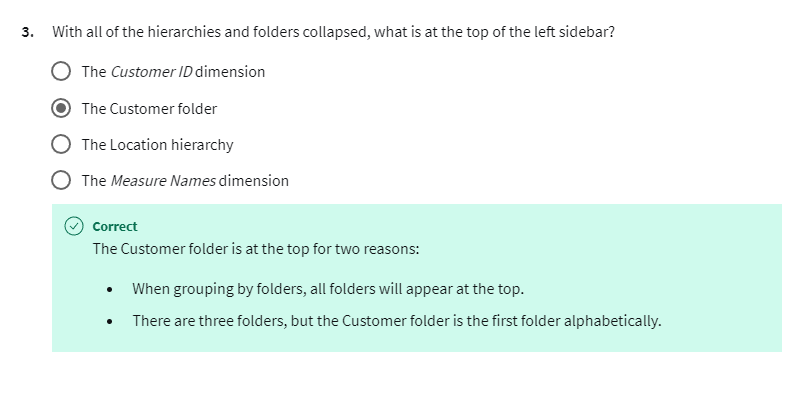 3. With all of the hierarchies and folders collapsed, what is at the top of the left sidebar?
The Customer ID dimension
The Customer folder
The Location hierarchy
The Measure Names dimension
Correct
The Customer folder is at the top for two reasons:
• When grouping by folders, all folders will appear at the top.
• There are three folders, but the Customer folder is the first folder alphabetically.